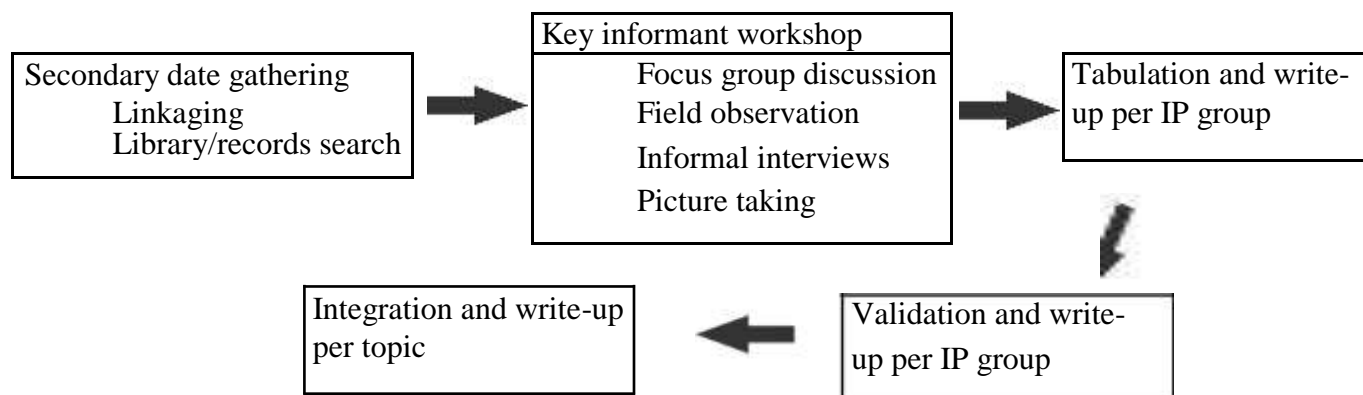 Secondary date gathering
Linkaging
Library/records search
Key informant workshop
Focus group discussion
Field observation
Informal interviews
Picture taking
Tabulation and write-
up per IP group
Validation and write-
up per IP group
Integration and write-up
per topic